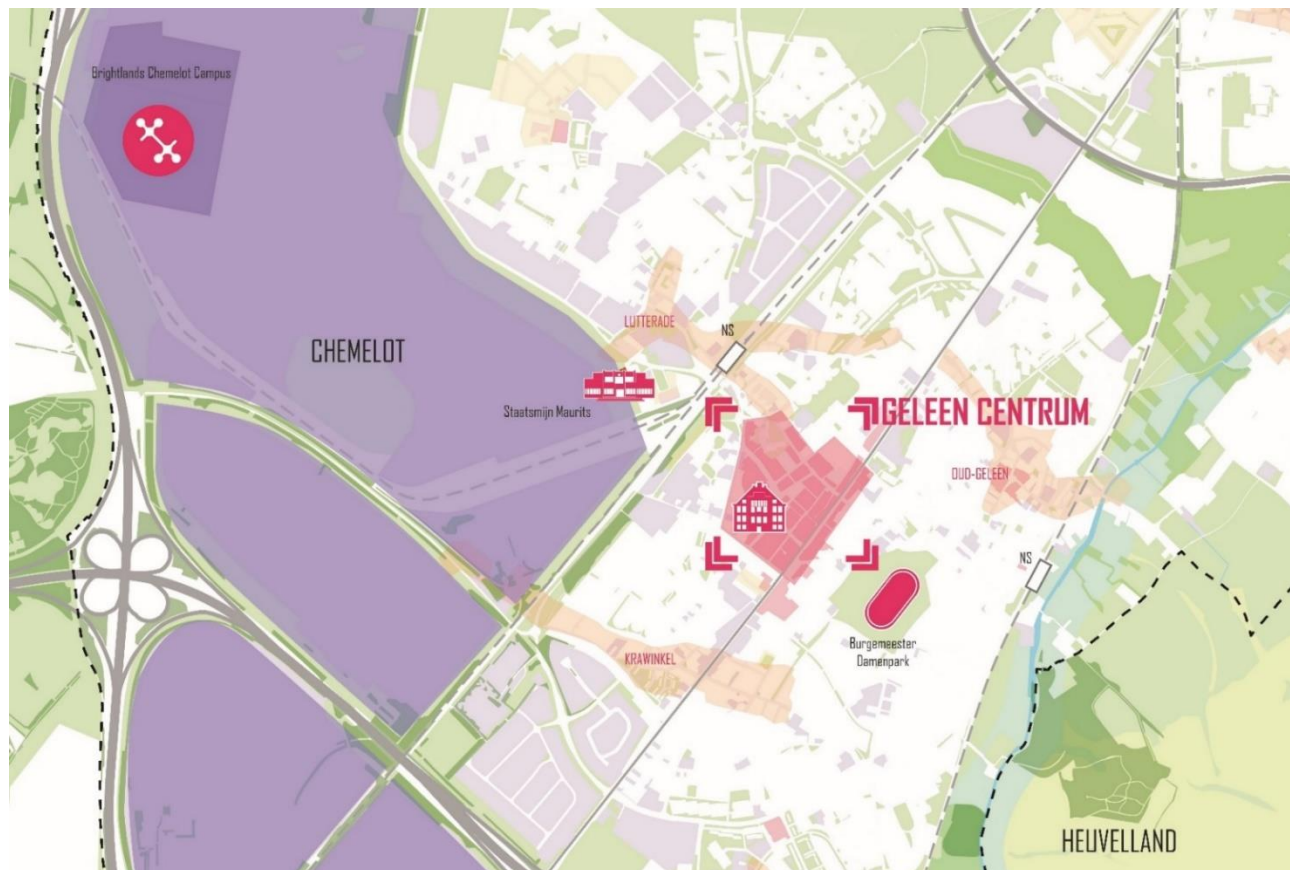 Brightlands Chemelot Campus
CHEMELOT
LUTTERADE
NS
Staatsmijn Maurits
GELEEN CENTRUM
OUD-GELEEN
NS
Burgemeester
Damenpark
KRAWINKEL
HEUVELLAND